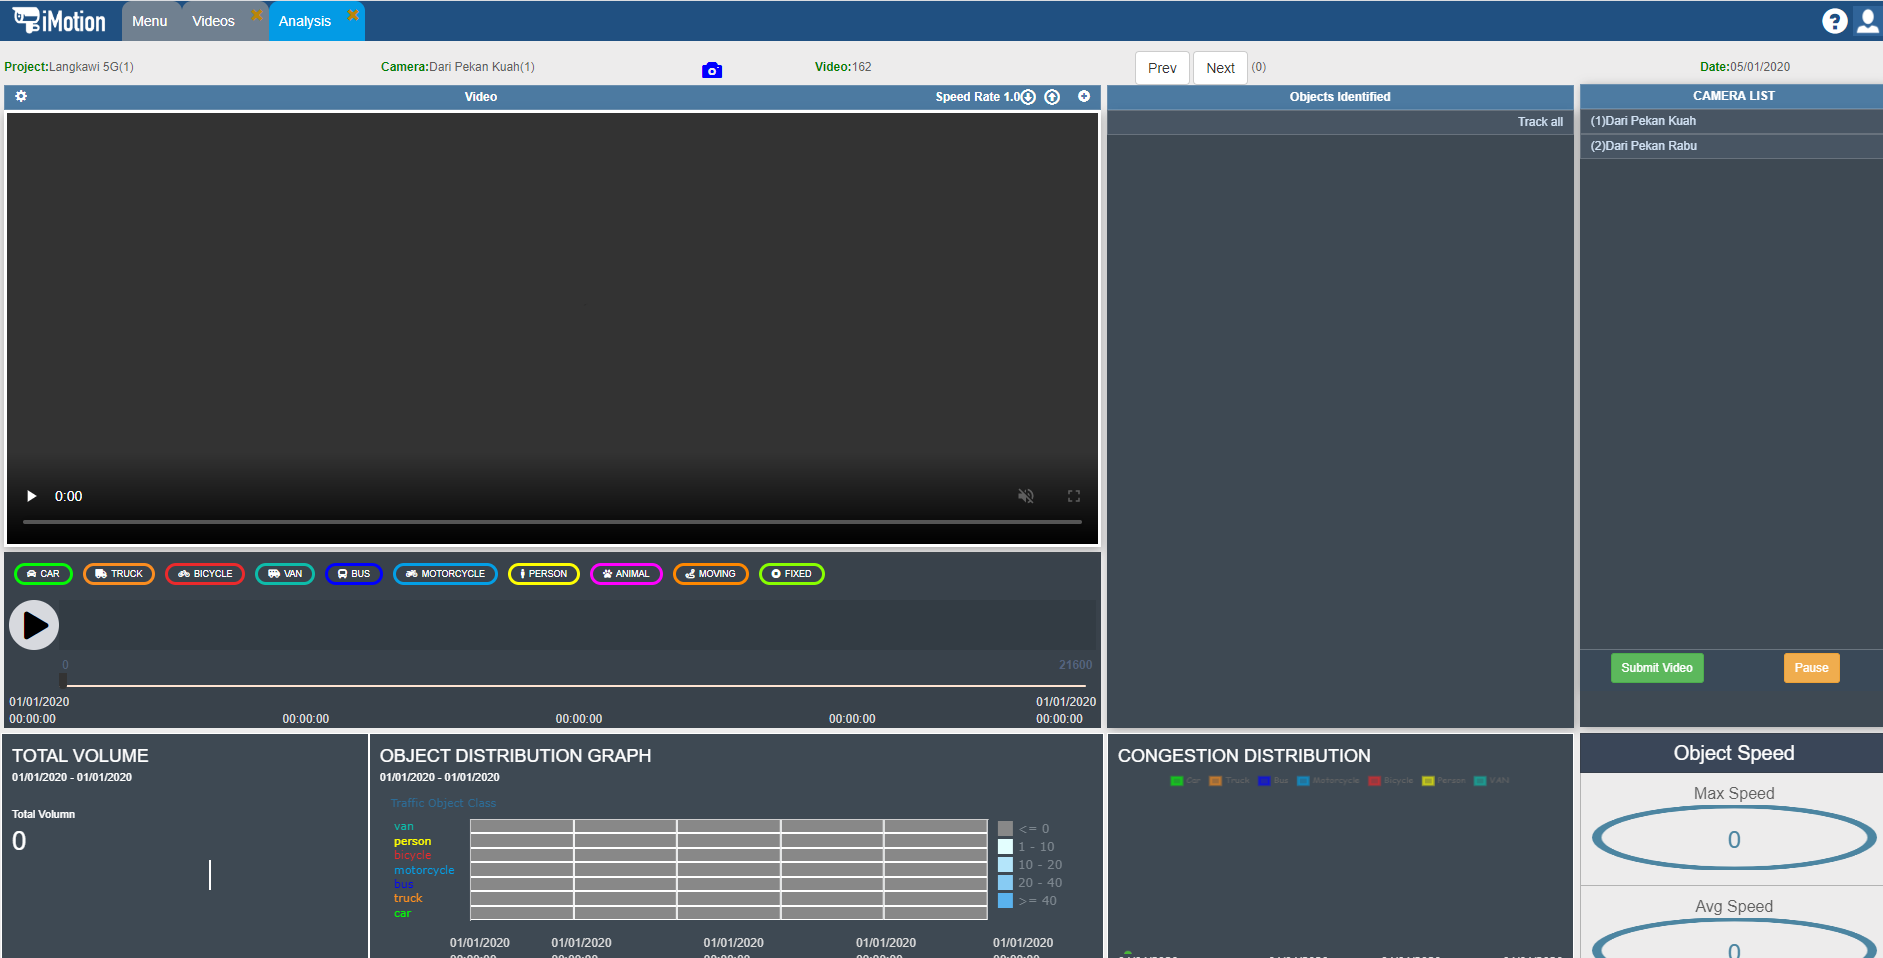 iMotion
Menu
Videos
Analysis
?
Project:Langkawi 5G(1)
Camera:Dari Pekan Kuah(1)
Video:162
Prev
Next
(0)
Date:05/01/2020
Video
Speed Rate 1.0
Objects Identified
CAMERA LIST
Track all
(1)Dari Pekan Kuah
(2)Dari Pekan Rabu
0:00
CAR
TRUCK
BICYCLE
VAN
BUS
MOTORCYCLE
PERSON
ANIMAL
MOVING
FIXED
0
21600
01/01/2020
00:00:00
00:00:00
00:00:00
00:00:00
01/01/2020
00:00:00
Submit Video
Pause
TOTAL VOLUME
01/01/2020 - 01/01/2020
Total Volumn
0
OBJECT DISTRIBUTION GRAPH
01/01/2020 - 01/01/2020
Traffic Object Class
van
person
bicycle
motorcycle
bus
truck
car
<= 0
1 - 10
10 - 20
20 - 40
>= 40
01/01/2020
01/01/2020
01/01/2020
01/01/2020
01/01/2020
CONGESTION DISTRIBUTION
Car
Truck
Bus
Motorcycle
Bicycle
Person
VAN
Object Speed
Max Speed
0
Avg Speed
0